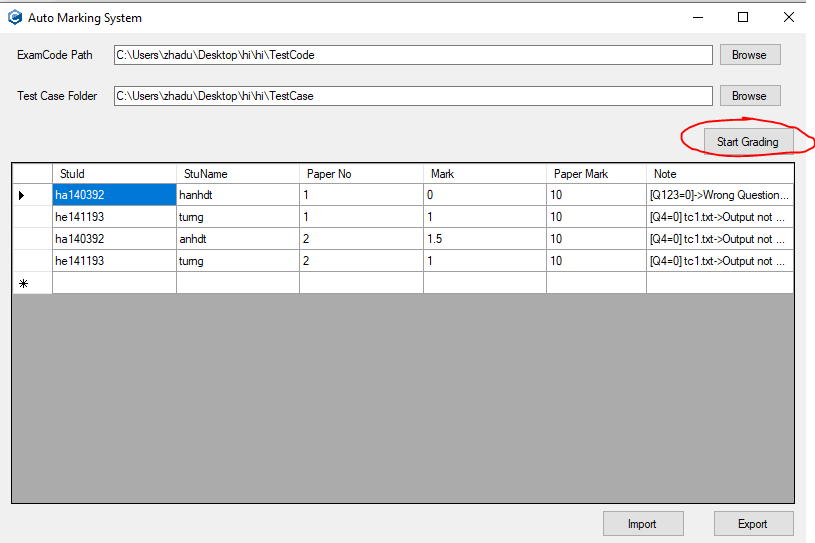 Auto Marking System
ExamCode Path C:\Users\zhadu\Desktop\hi\hi\TestCode Browse
Test Case Folder C:\Users\zhadu\Desktop\hi\hi\TestCase Browse
Start Grading
StuId StuName Paper No Mark Paper Mark Note
ha140392 hanhdt 1 0 10 [Q123=0]->Wrong Question...
he141193 turng 1 1 10 [Q4=0] tc1.txt->Output not ...
ha140392 anhdt 2 1.5 10 [Q4=0] tc1.txt->Output not ...
he141193 turng 2 1 10 [Q4=0] tc1.txt->Output not ...
Import Export